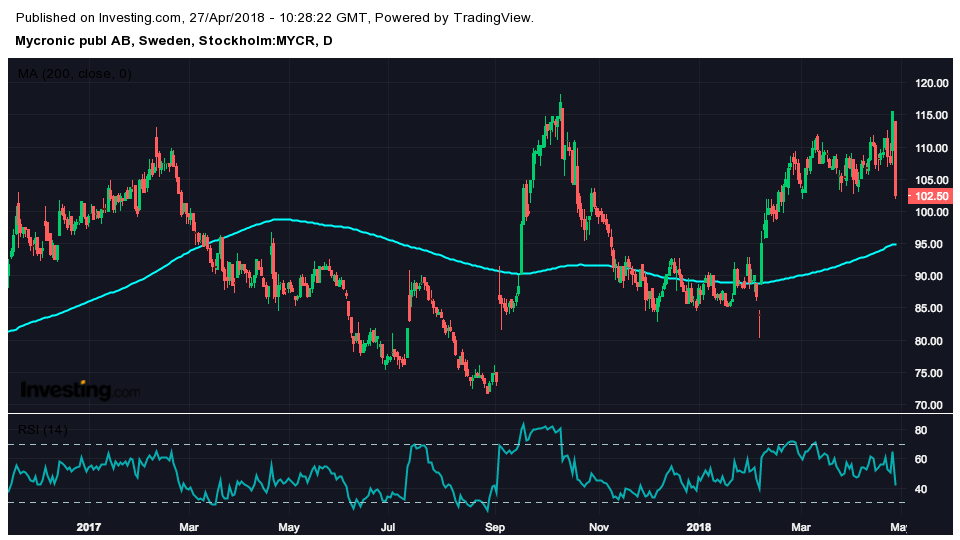 Published on Investing.com, 27/Apr/2018 - 10:28:22 GMT, Powered by TradingView.
Mycronic publ AB, Sweden, Stockholm:MYCR, D
MA (200, close, 0)
120.00
115.00
110.00
105.00
102.50
100.00
95.00
90.00
85.00
80.00
75.00
70.00
Investing.com
RSI (14)
80
60
40
2017 Mar May Jul Sep Nov 2018 Mar May